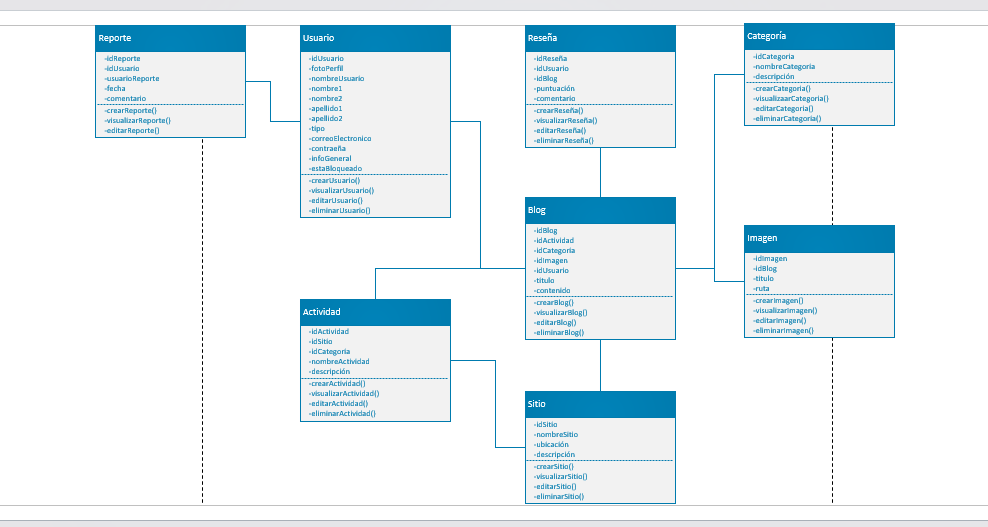 Reporte
-idReporte
-idUsuario
-usuarioReporte
-fecha
-comentario
-crearReporte()
-visualizarReporte()
-editarReporte()
Usuario
-idUsuario
-fotoPerfil
-nombreUsuario
-nombre1
-nombre2
-apellido1
-apellido2
-tipo
-correoElectronico
-contraeña
-infoGeneral
-estaBloqueado
-crearUsuario()
-visualizarUsuario()
-editarUsuario()
-eliminarUsuario()
Reseña
-idReseña
-idUsuario
-idBlog
-puntuación
-comentario
-crearReseña()
-visualizarReseña()
-editarReseña()
-eliminarReseña()
Categoría
-idCategoria
-nombreCategoria
-descripción
-crearCategoria()
-visualizaarCategoria()
-editarCategoria()
-eliminarCategoria()
Blog
-idBlog
-idActividad
-idCategoria
-idImagen
-idUsuario
-titulo
-contenido
-crearBlog()
-visualizarBlog()
-editarBlog()
-eliminarBlog()
Imagen
-idImagen
-idBlog
-titulo
-ruta
-crearImagen()
-visualizarImagen()
-editarImagen()
-eliminarImagen()
Actividad
-idActividad
-idSitio
-idCategoria
-nombreActividad
-descripción
-crearActividad()
-visualizarActividad()
-editarActividad()
-eliminarActividad()
Sitio
-idSitio
-nombreSitio
-ubicación
-descripción
-crearSitio()
-visualizarSitio()
-editarSitio()
-eliminarSitio()